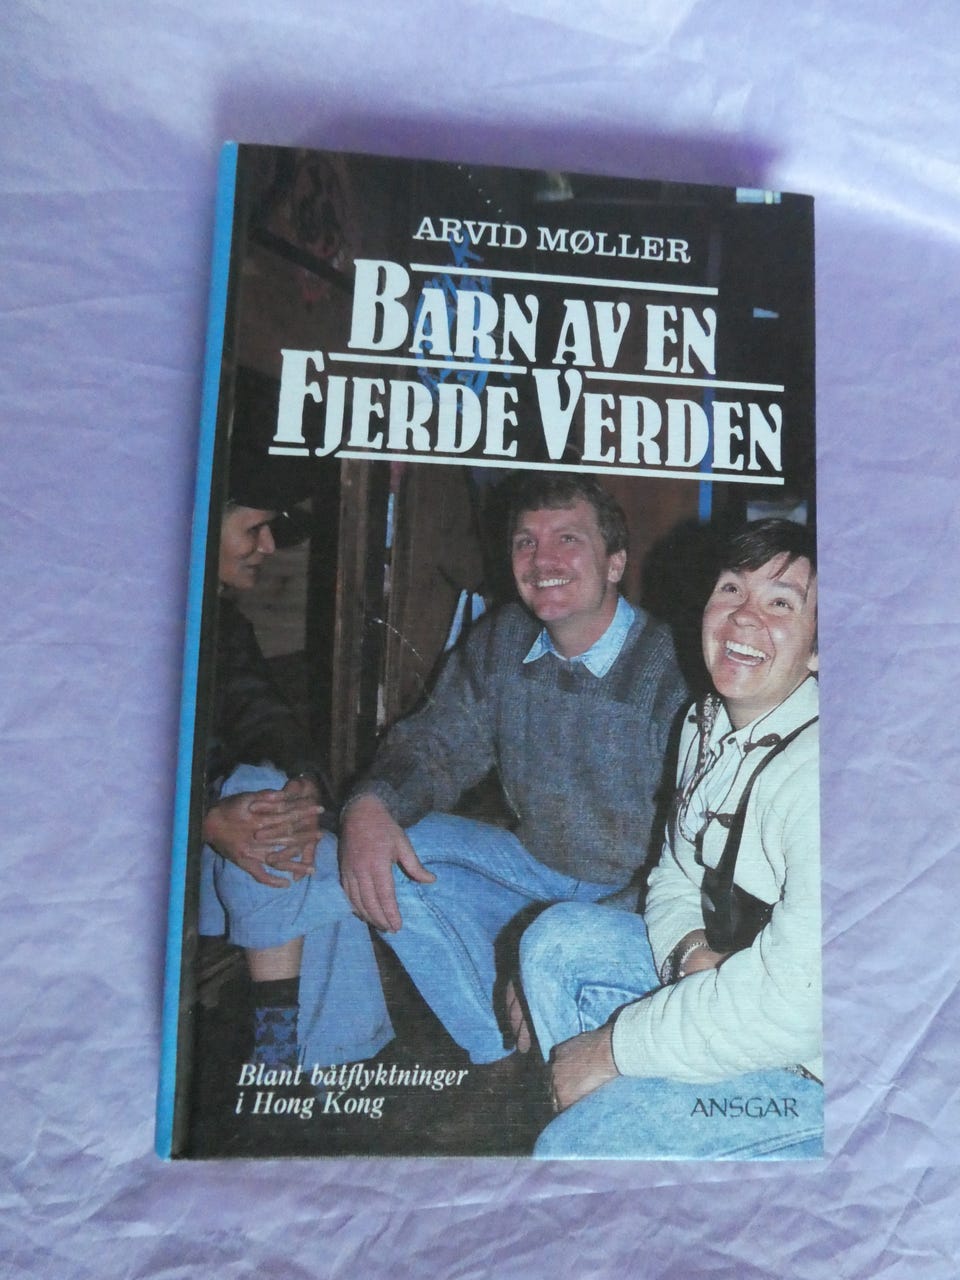 ARVID MØLLER
BARN AV EN
FJERDE VERDEN
Blant båtflyktninger
i Hong Kong
ANSGAR